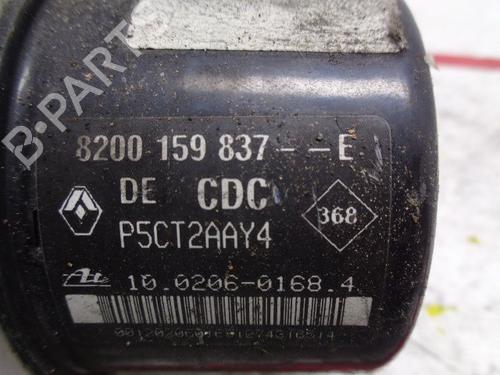 B-PARTS
8200 159 837 - - E
DE CDC
368
P5CT2AAY4
10.0206-0168.4